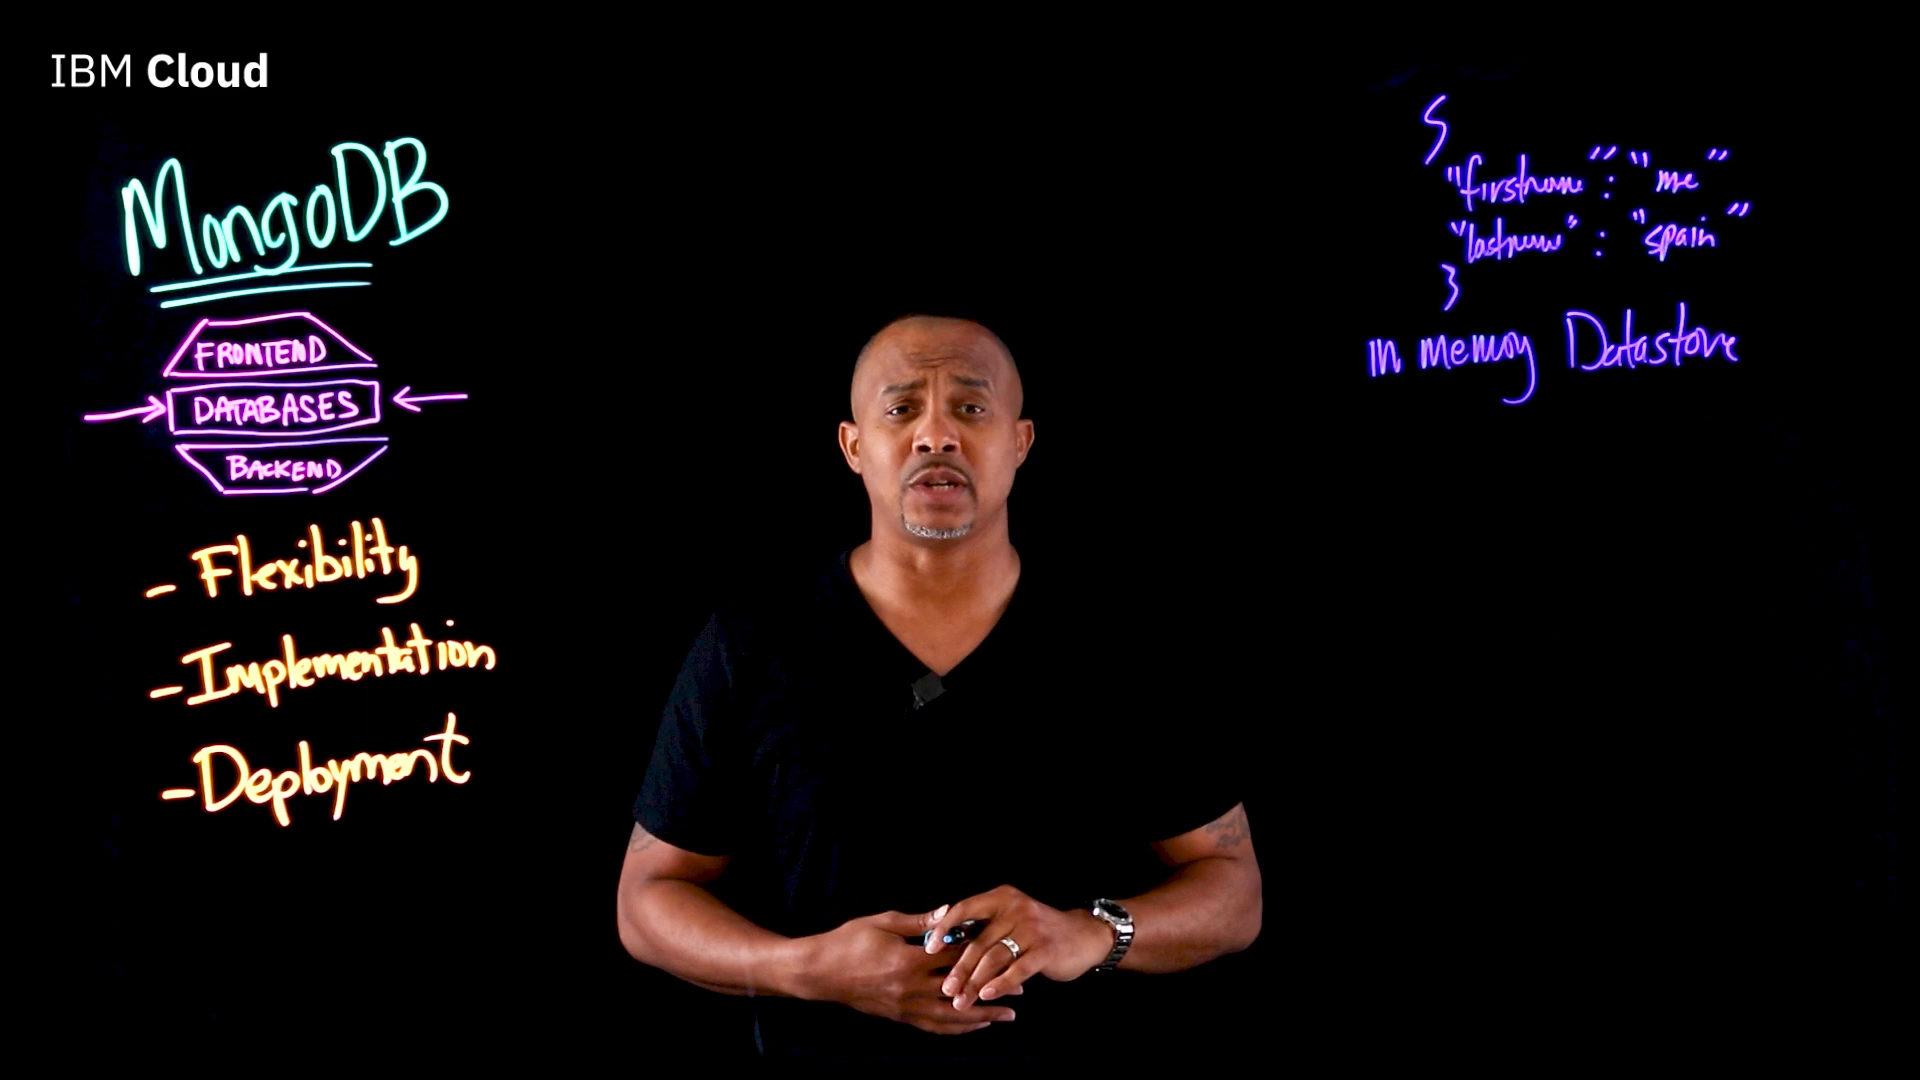 IBM Cloud
MongoDB
FRONTEND
DATABASES
BACKEND
- Flexibility
- Implementation
- Deployment
{
"firstname" : "me"
"lastname" : "spain"
}
in memory Datastore